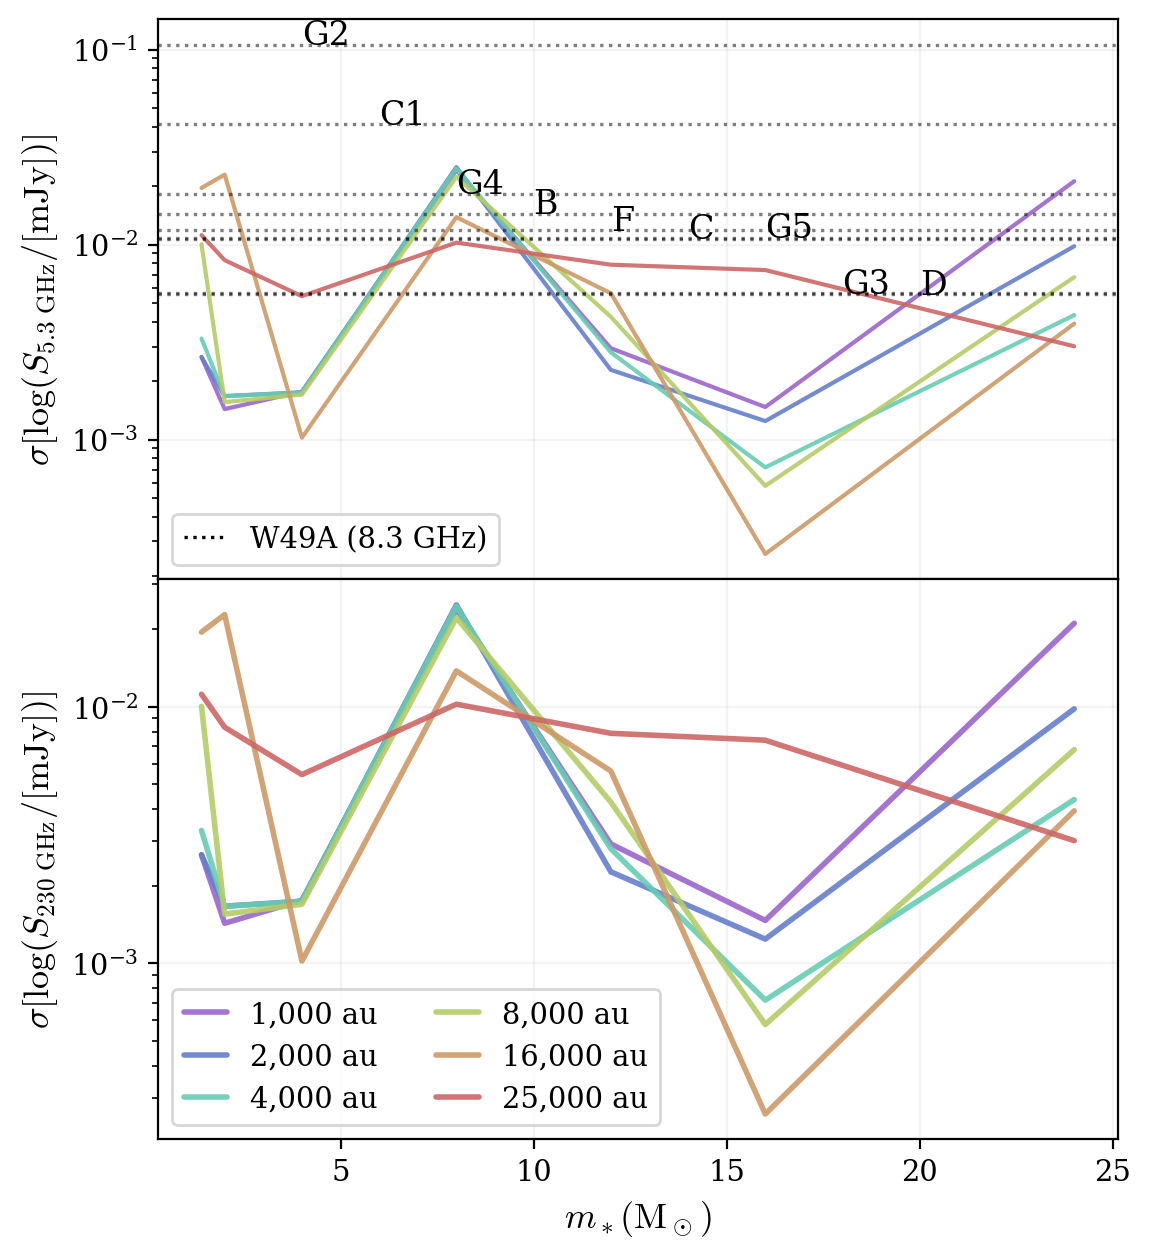 G2
10⁻¹
C1
G4
B
F
C
G5
10⁻²
G3
D
10⁻³
σ[log(S₅.₃ GHz/[mJy])]
W49A (8.3 GHz)
10⁻²
10⁻³
σ[log(S₂₃₀ GHz/[mJy])]
1,000 au
2,000 au
4,000 au
8,000 au
16,000 au
25,000 au
5 10 15 20 25
m*(M⊙)